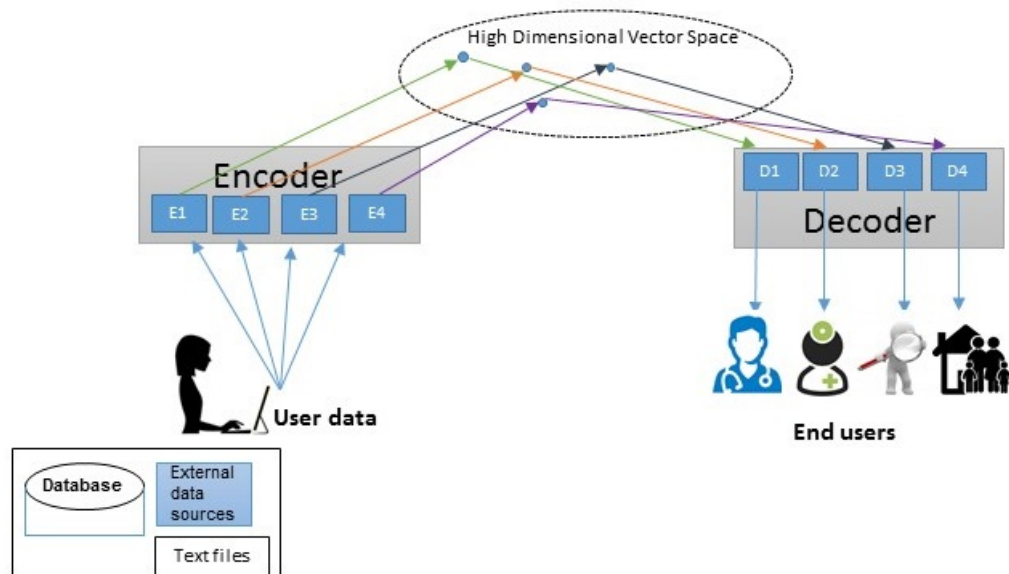 High Dimensional Vector Space
Encoder
E1 E2 E3 E4
D1 D2 D3 D4
Decoder
User data
End users
Database
External
data
sources
Text files